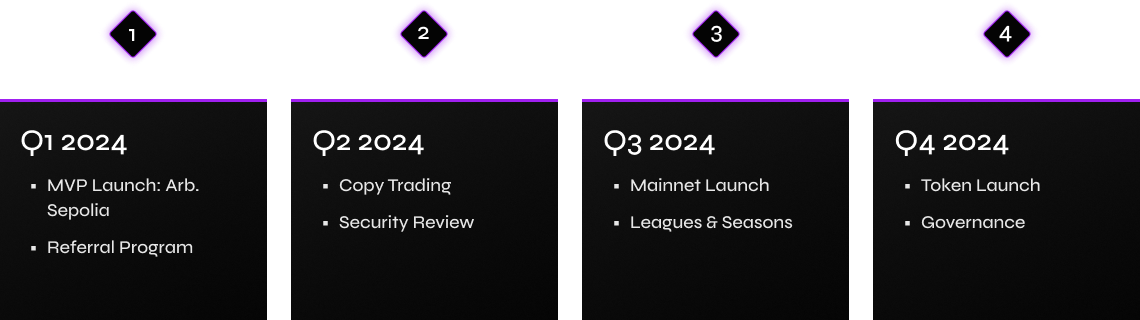 1
2
3
4
Q1 2024
▪ MVP Launch: Arb.
Sepolia
▪ Referral Program
Q2 2024
▪ Copy Trading
▪ Security Review
Q3 2024
▪ Mainnet Launch
▪ Leagues & Seasons
Q4 2024
▪ Token Launch
▪ Governance